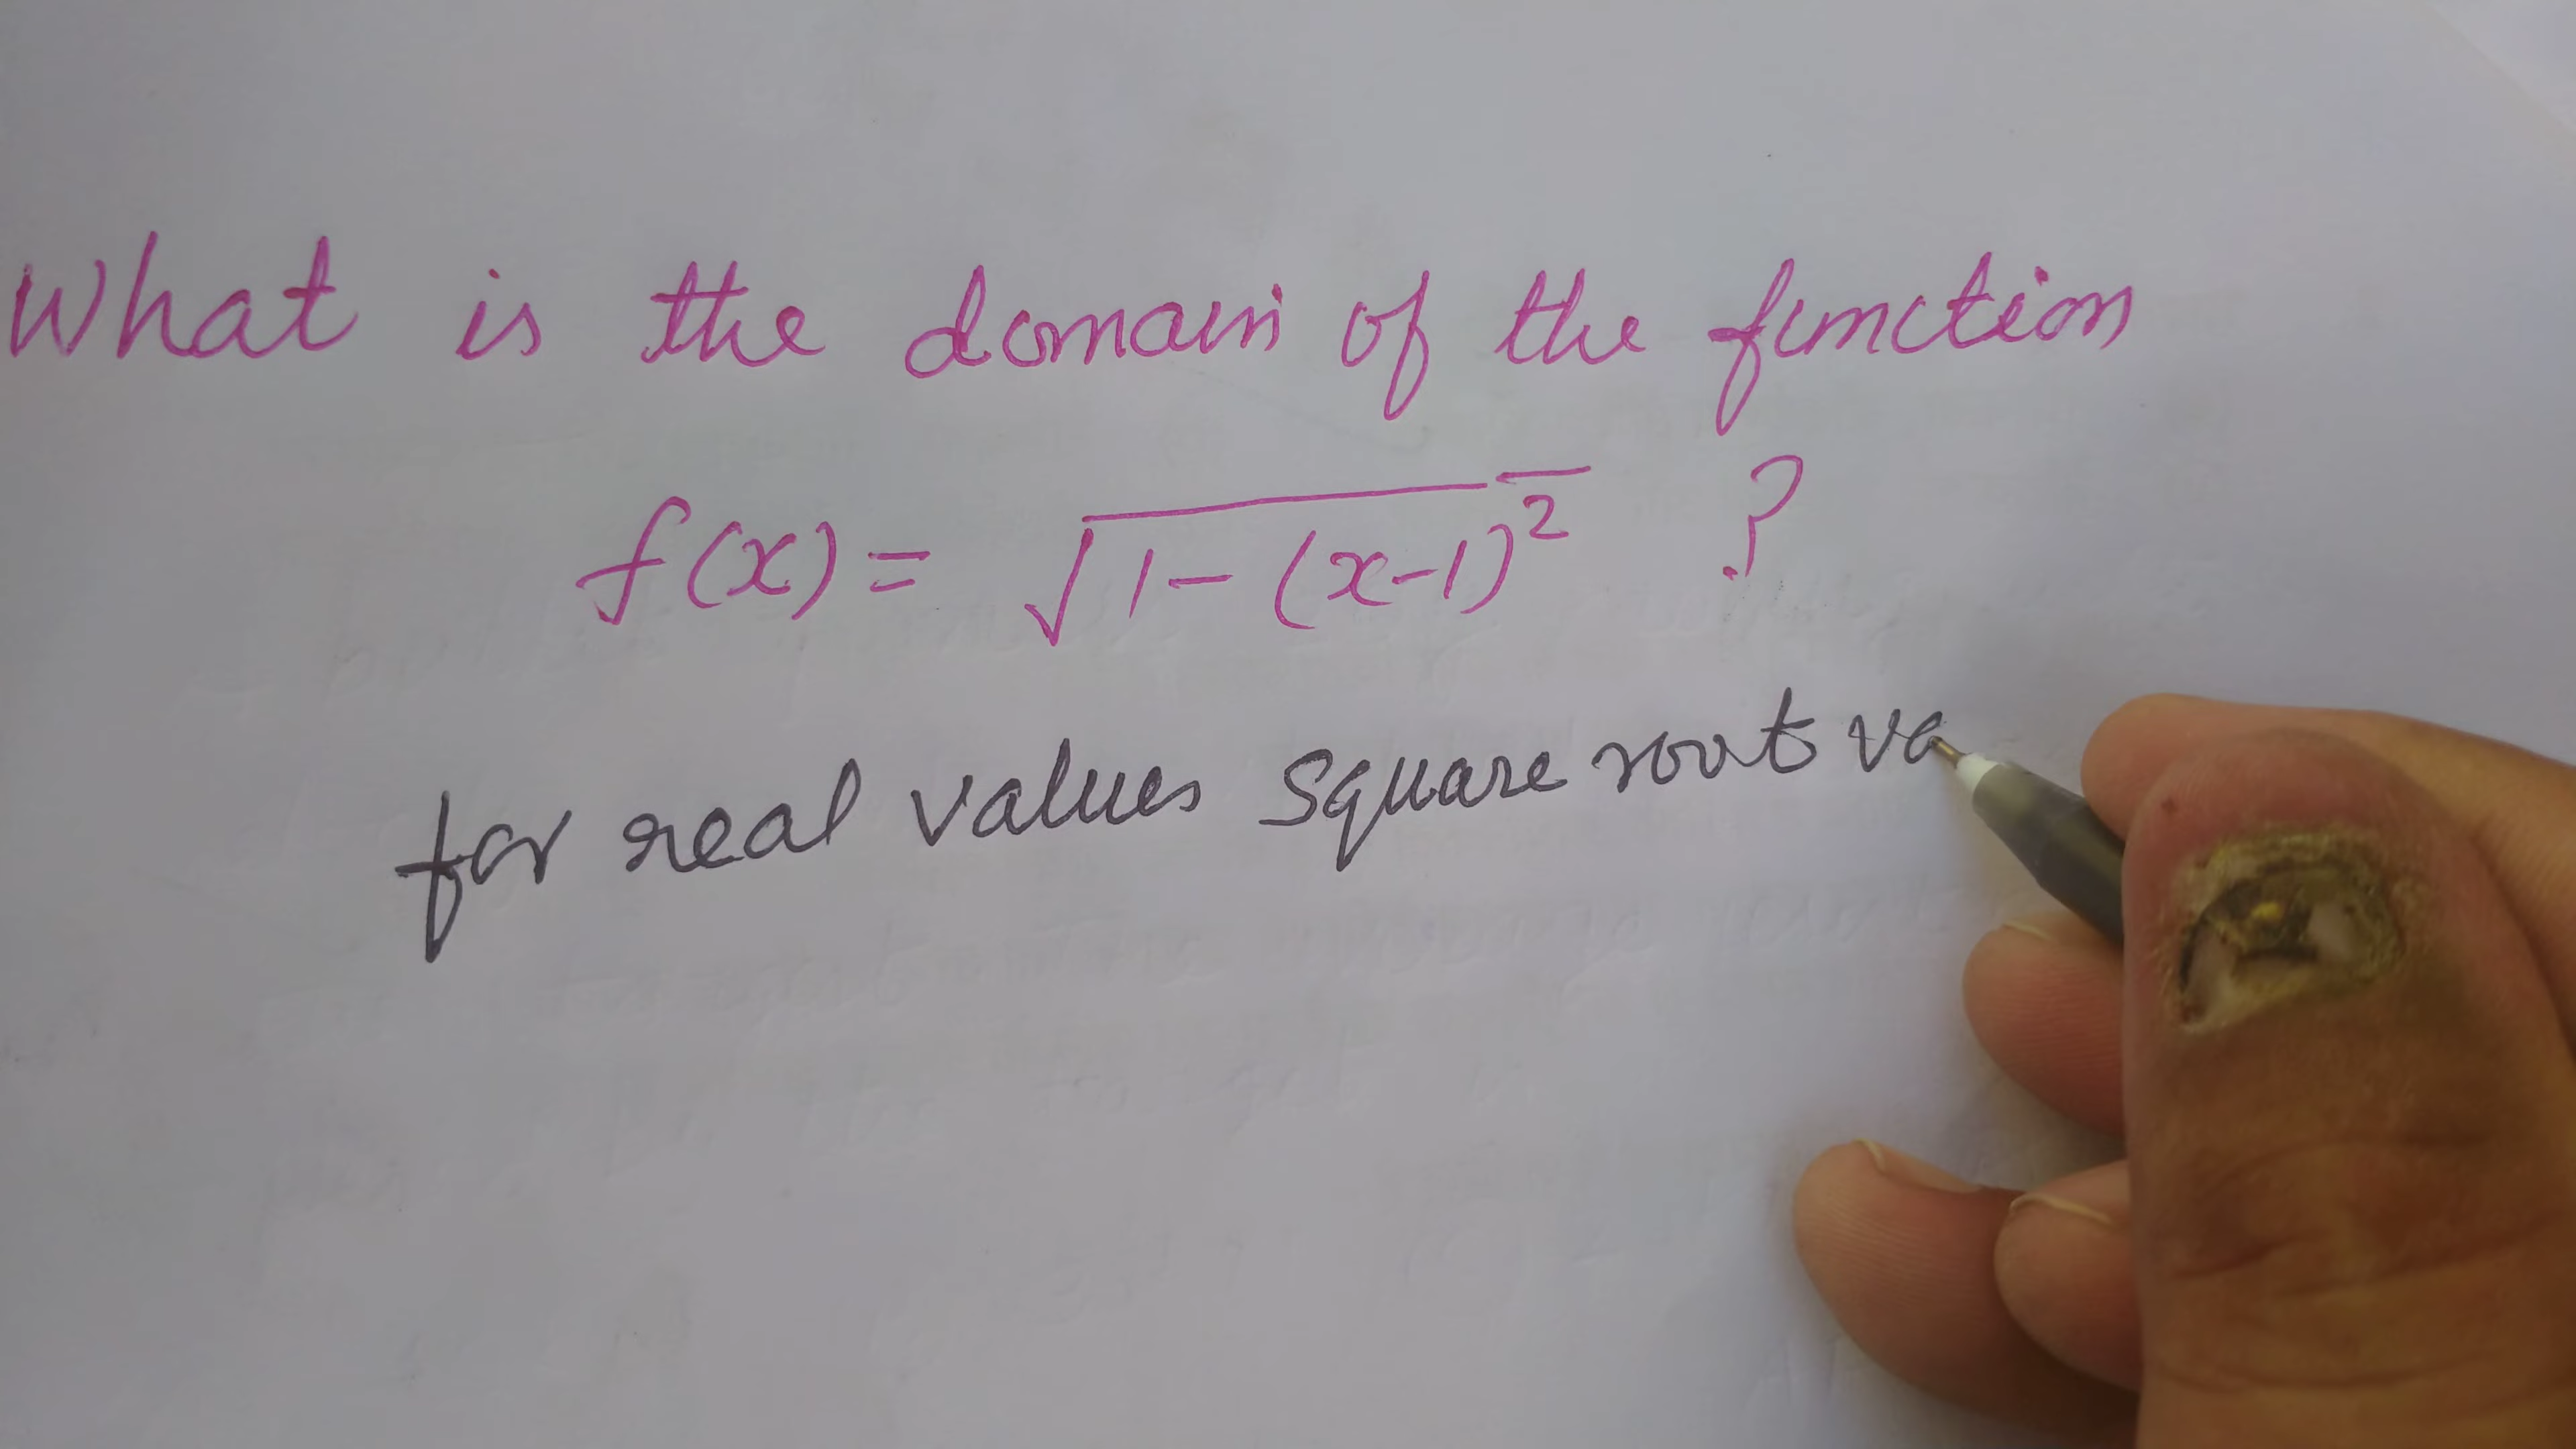 What is the domain of the function
f(x) = √1-(x-1)² ?
for real values square root va